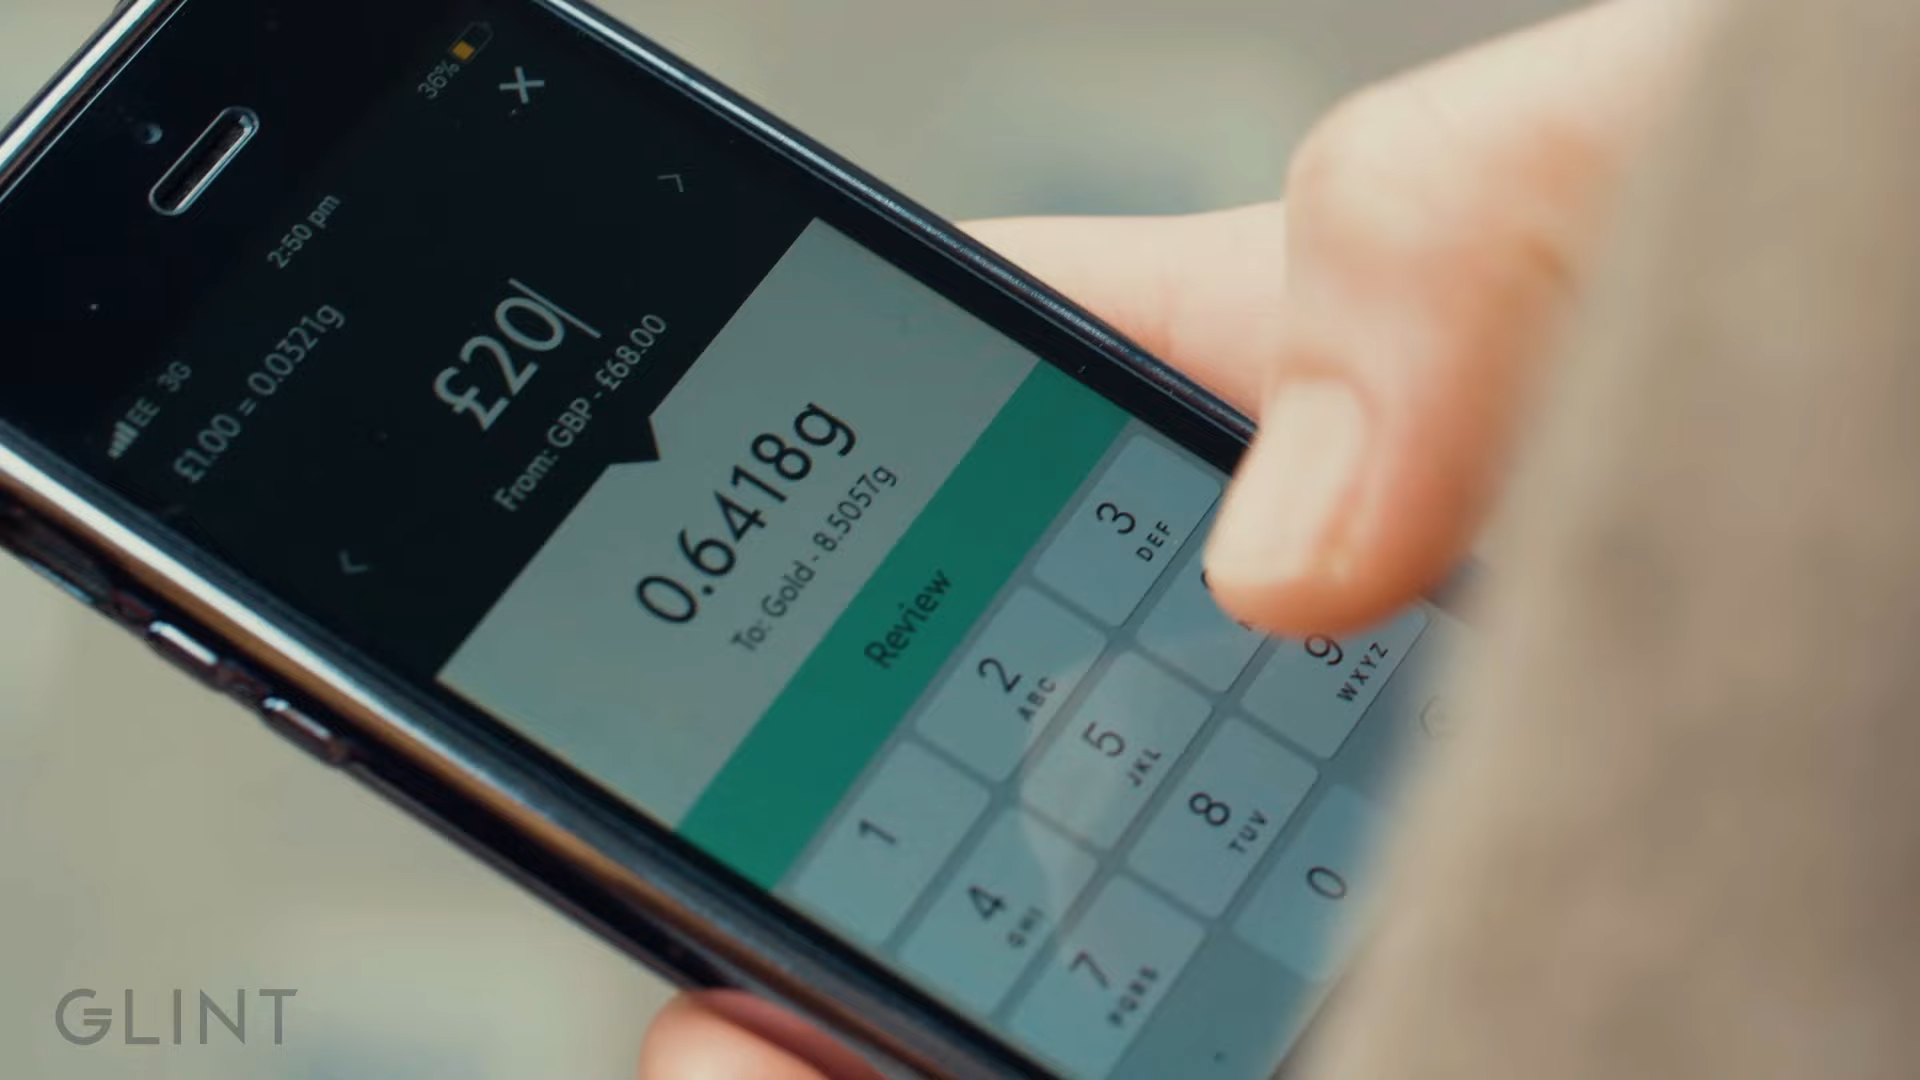 EE 3G 2:50 pm 36%
£1.00 = 0.0321g
£20
From: GBP - £68.00
0.6418g
To: Gold - 8.5057g
Review
1
2 ABC
3 DEF
4 GHI
5 JKL
7 PQRS
8 TUV
9 WXYZ
0
GLINT